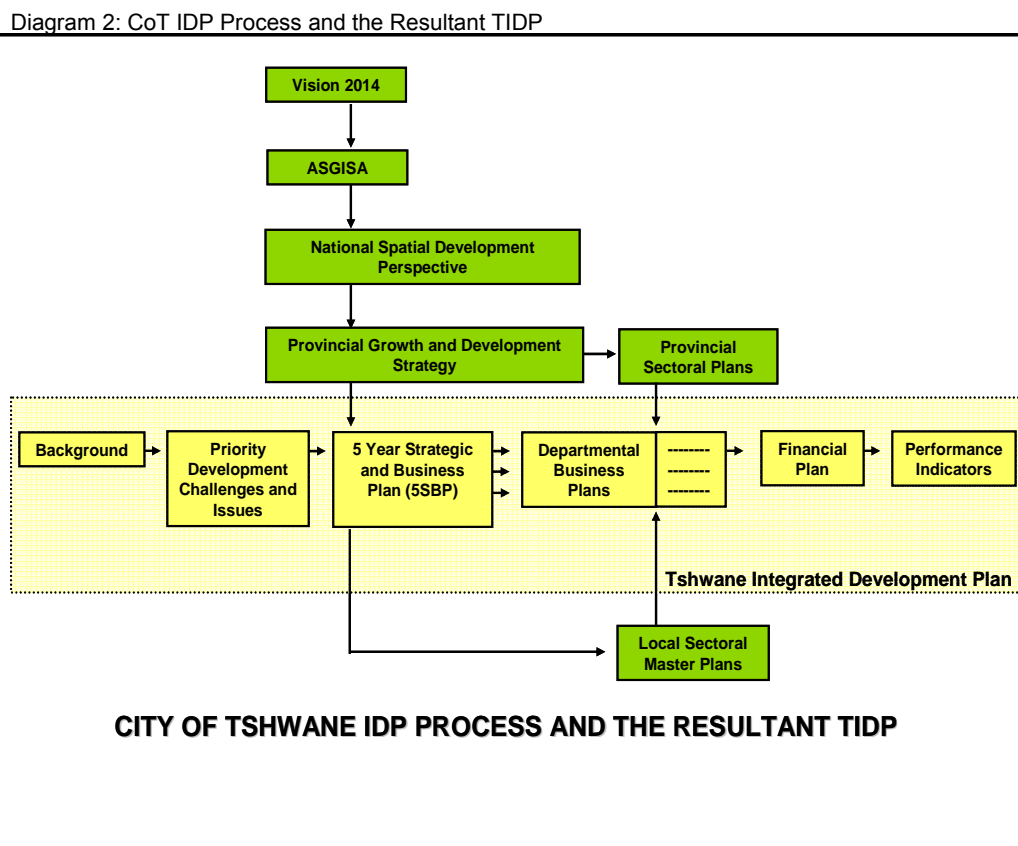 Diagram 2: CoT IDP Process and the Resultant TIDP
Vision 2014
ASGISA
National Spatial Development
Perspective
Provincial Growth and Development
Strategy
Provincial
Sectoral Plans
Background
Priority
Development
Challenges and
Issues
5 Year Strategic
and Business
Plan (5SBP)
Departmental
Business
Plans
--------
--------
--------
Financial
Plan
Performance
Indicators
Tshwane Integrated Development Plan
Local Sectoral
Master Plans
CITY OF TSHWANE IDP PROCESS AND THE RESULTANT TIDP